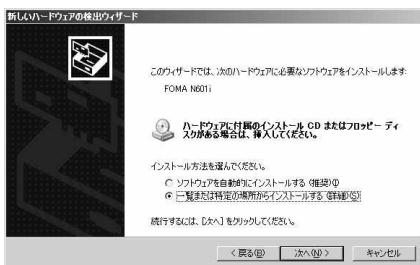 新しいハードウェアの検出ウィザード
このウィザードでは、次のハードウェアに必要なソフトウェアをインストールします:
FOMA N601i
ハードウェアに付属のインストール CD またはフロッピー ディ
スクがある場合は、挿入してください。
インストール方法を選んでください。
ソフトウェアを自動的にインストールする (推奨)(I)
一覧または特定の場所からインストールする (詳細)(S)
続行するには、[次へ] をクリックしてください。
< 戻る(B)
次へ(N) >
キャンセル